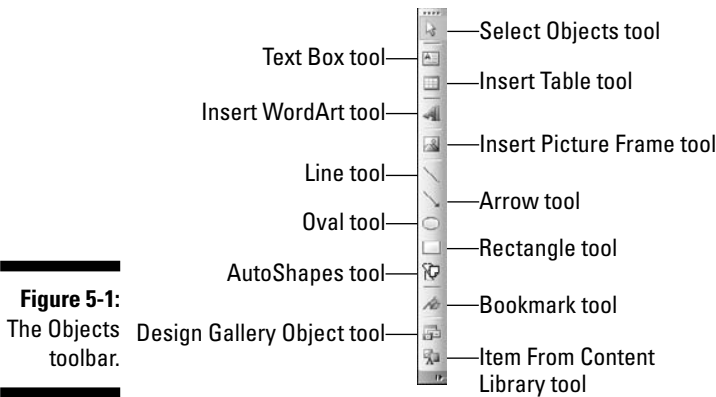 Select Objects tool
Text Box tool
Insert Table tool
Insert WordArt tool
Insert Picture Frame tool
Line tool
Arrow tool
Oval tool
Rectangle tool
AutoShapes tool
Figure 5-1:
The Objects
toolbar.
Bookmark tool
Design Gallery Object tool
Item From Content
Library tool